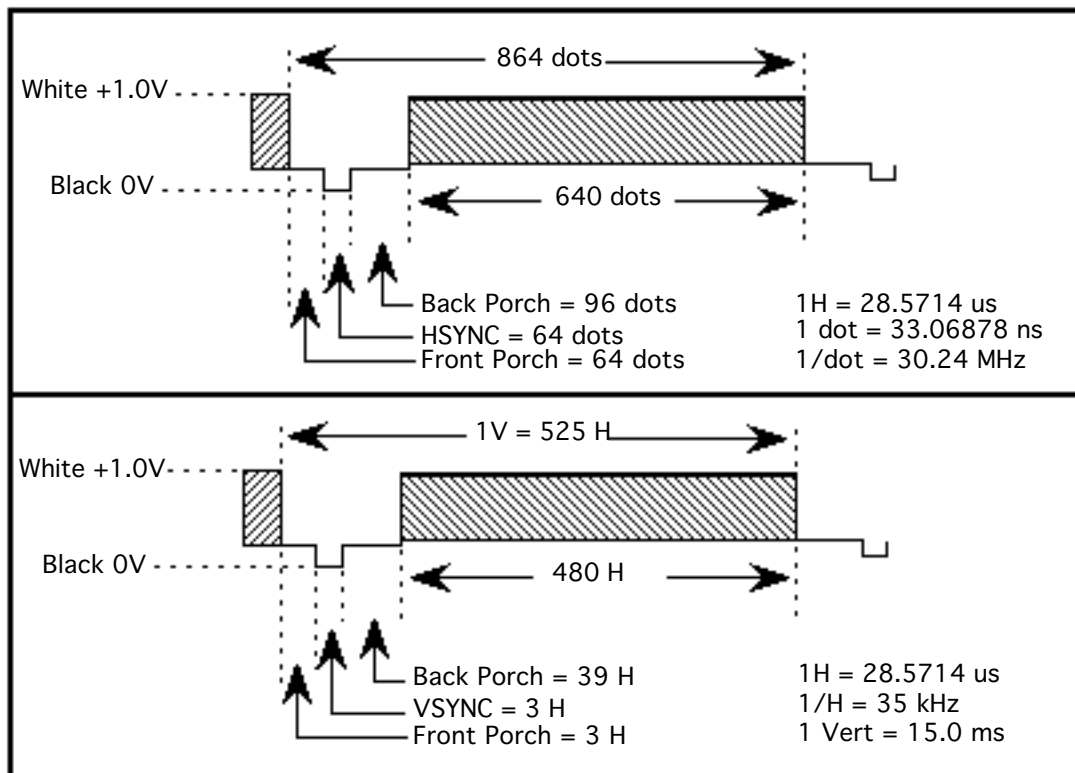 864 dots
White +1.0V
Black 0V
640 dots
Back Porch = 96 dots
HSYNC = 64 dots
Front Porch = 64 dots
1H = 28.5714 us
1 dot = 33.06878 ns
1/dot = 30.24 MHz
1V = 525 H
White +1.0V
Black 0V
480 H
Back Porch = 39 H
VSYNC = 3 H
Front Porch = 3 H
1H = 28.5714 us
1/H = 35 kHz
1 Vert = 15.0 ms